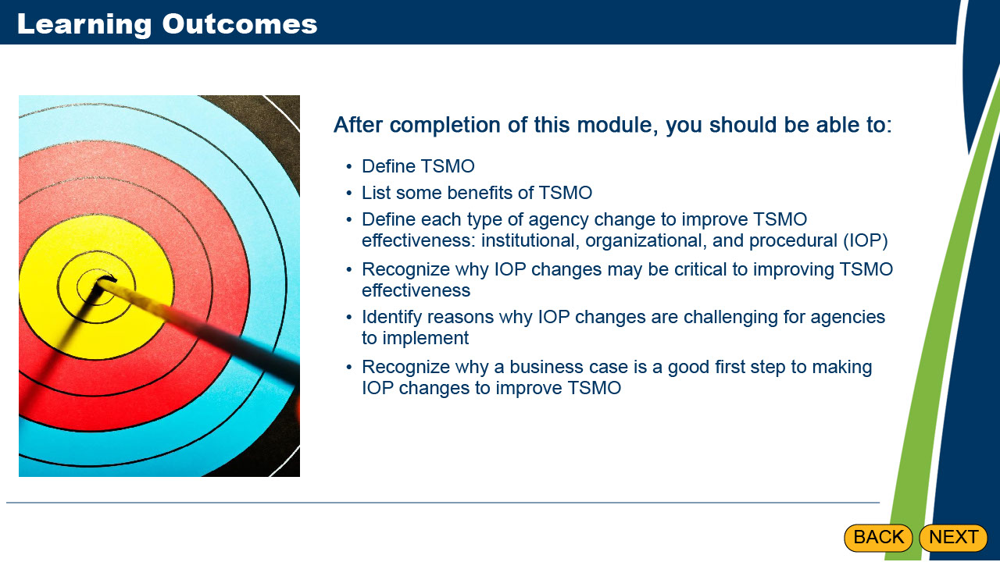 Learning Outcomes
After completion of this module, you should be able to:
• Define TSMO
• List some benefits of TSMO
• Define each type of agency change to improve TSMO
effectiveness: institutional, organizational, and procedural (IOP)
• Recognize why IOP changes may be critical to improving TSMO
effectiveness
• Identify reasons why IOP changes are challenging for agencies
to implement
• Recognize why a business case is a good first step to making
IOP changes to improve TSMO
BACK NEXT